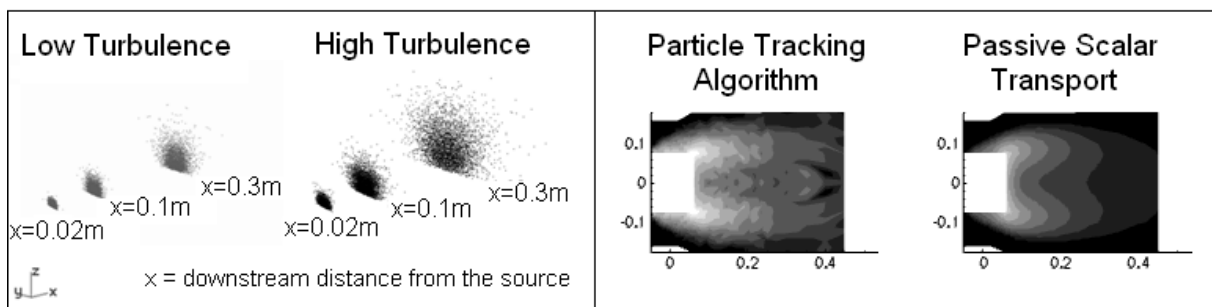 Low Turbulence
High Turbulence
x=0.02m
x=0.1m
x=0.3m
x=0.02m
x=0.1m
x=0.3m
z
y
x
x = downstream distance from the source
Particle Tracking
Algorithm
Passive Scalar
Transport
0.1
0
-0.1
0
0.2
0.4
0.1
0
-0.1
0
0.2
0.4